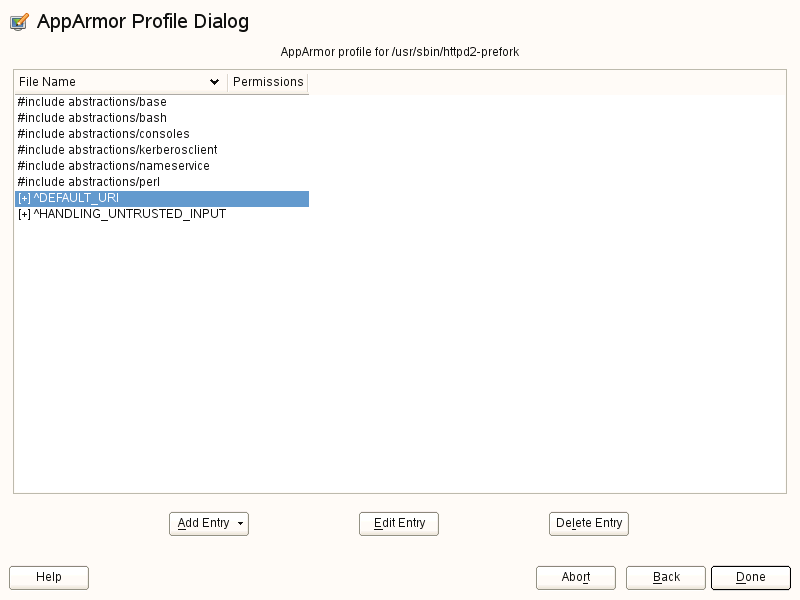 AppArmor Profile Dialog
AppArmor profile for /usr/sbin/httpd2-prefork
File Name Permissions
#include abstractions/base
#include abstractions/bash
#include abstractions/consoles
#include abstractions/kerberosclient
#include abstractions/nameservice
#include abstractions/perl
[+] ^DEFAULT_URI
[+] ^HANDLING_UNTRUSTED_INPUT
Add Entry Edit Entry Delete Entry
Help Abort Back Done